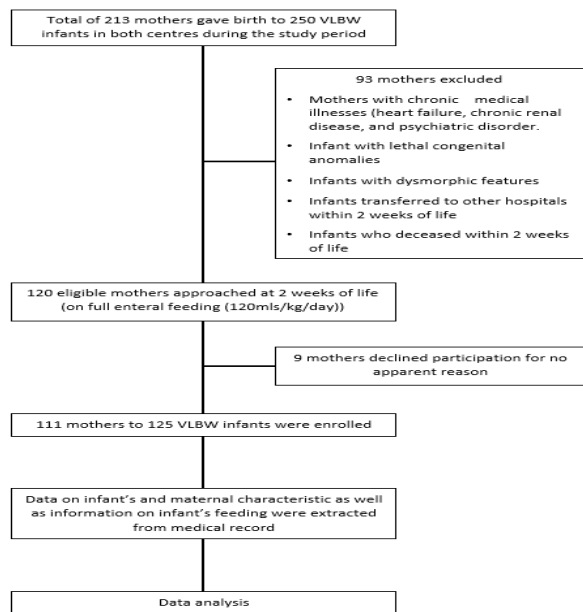 Total of 213 mothers gave birth to 250 VLBW
infants in both centres during the study period
93 mothers excluded
• Mothers with chronic medical
illnesses (heart failure, chronic renal
disease, and psychiatric disorder.
• Infant with lethal congenital
anomalies
• Infants with dysmorphic features
• Infants transferred to other hospitals
within 2 weeks of life
• Infants who deceased within 2 weeks
of life
120 eligible mothers approached at 2 weeks of life
(on full enteral feeding (120mls/kg/day))
9 mothers declined participation for no
apparent reason
111 mothers to 125 VLBW infants were enrolled
Data on infant's and maternal characteristic as well
as information on infant's feeding were extracted
from medical record
Data analysis